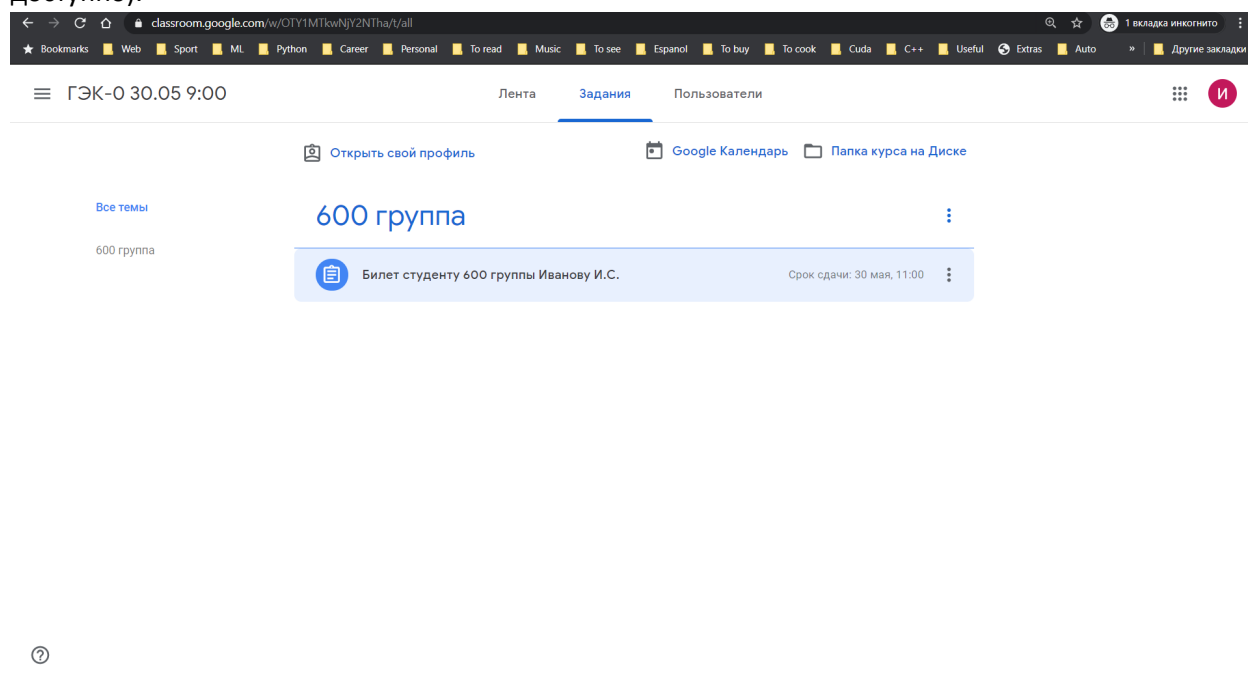 доступно).
classroom.google.com/w/OTY1MTkwNjY2NTha/t/all 1 вкладка инкогнито
Bookmarks Web Sport ML Python Career Personal To read Music To see Espanol To buy To cook Cuda C++ Useful Extras Auto » Другие закладки
ГЭК-0 30.05 9:00 Лента Задания Пользователи И
Открыть свой профиль Google Календарь Папка курса на Диске
Все темы
600 группа
600 группа
Билет студенту 600 группы Иванову И.С. Срок сдачи: 30 мая, 11:00